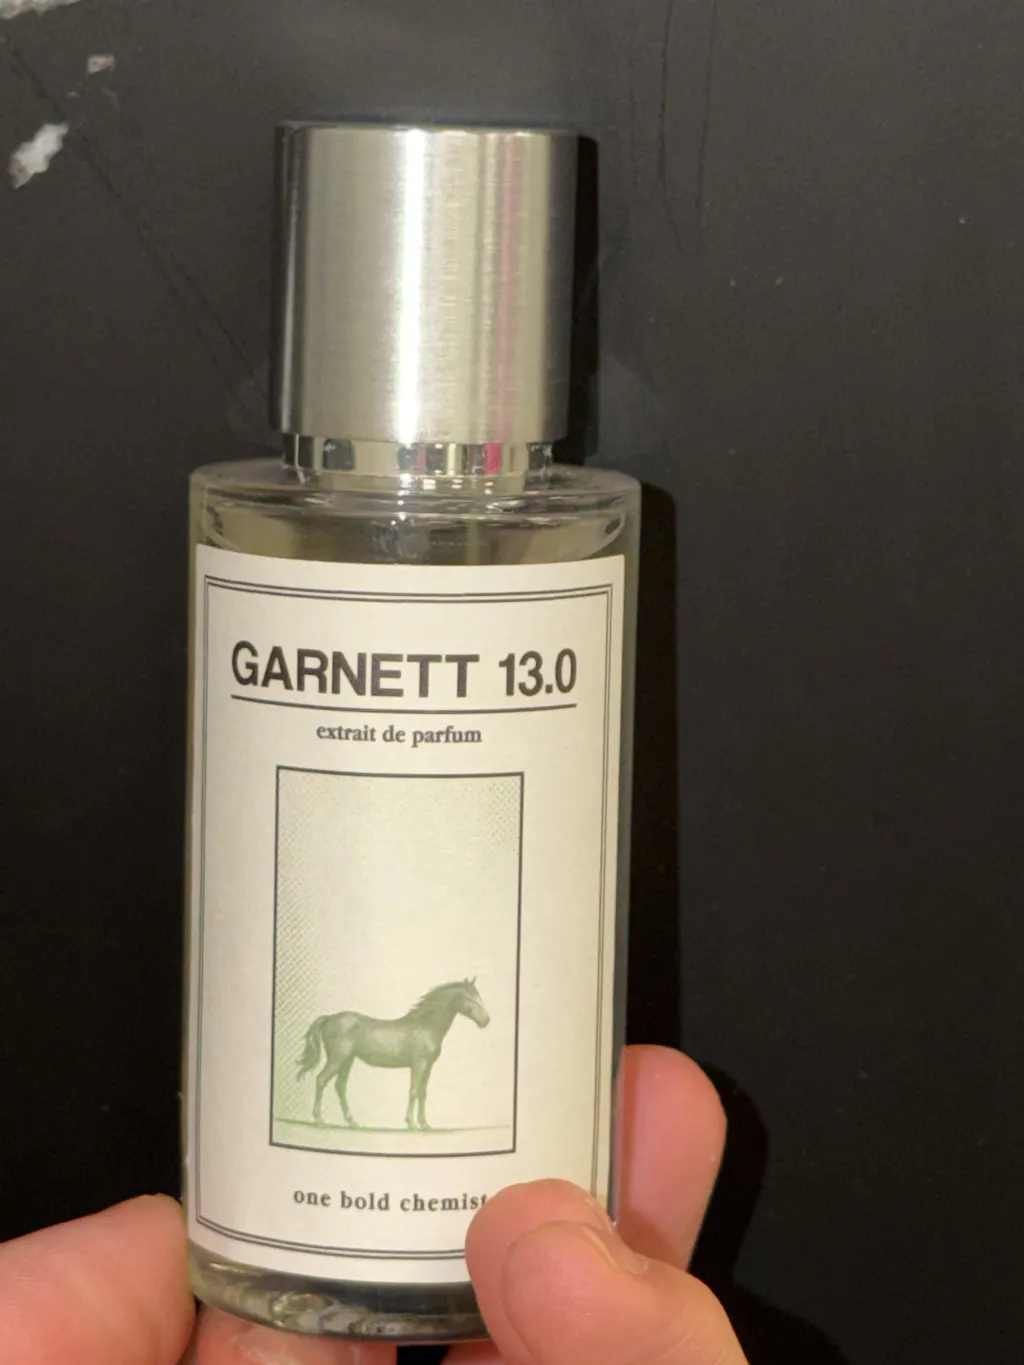 GARNETT 13.0
extrait de parfum
one bold chemist